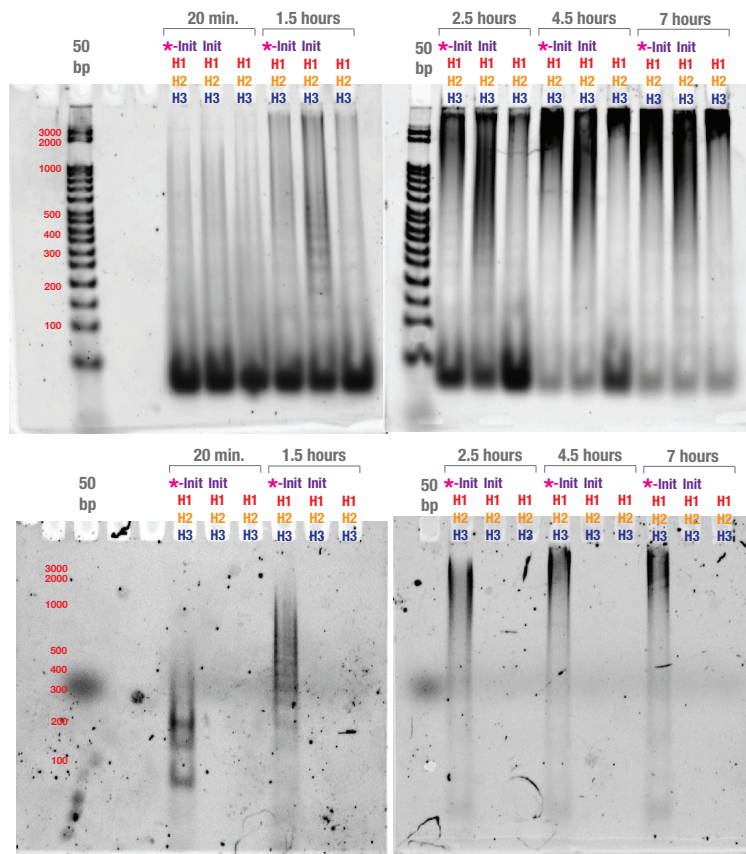 20 min. 1.5 hours
50 bp
*-Init Init *-Init Init
H1 H1 H1 H1 H1 H1
H2 H2 H2 H2 H2 H2
H3 H3 H3 H3 H3 H3
3000
2000
1000
500
400
300
200
100
2.5 hours 4.5 hours 7 hours
50 bp
*-Init Init *-Init Init *-Init Init
H1 H1 H1 H1 H1 H1 H1 H1 H1
H2 H2 H2 H2 H2 H2 H2 H2 H2
H3 H3 H3 H3 H3 H3 H3 H3 H3
20 min. 1.5 hours
50 bp
*-Init Init *-Init Init
H1 H1 H1 H1 H1 H1
H2 H2 H2 H2 H2 H2
H3 H3 H3 H3 H3 H3
3000
2000
1000
500
400
300
200
100
2.5 hours 4.5 hours 7 hours
50 bp
*-Init Init *-Init Init *-Init Init
H1 H1 H1 H1 H1 H1 H1 H1 H1
H2 H2 H2 H2 H2 H2 H2 H2 H2
H3 H3 H3 H3 H3 H3 H3 H3 H3